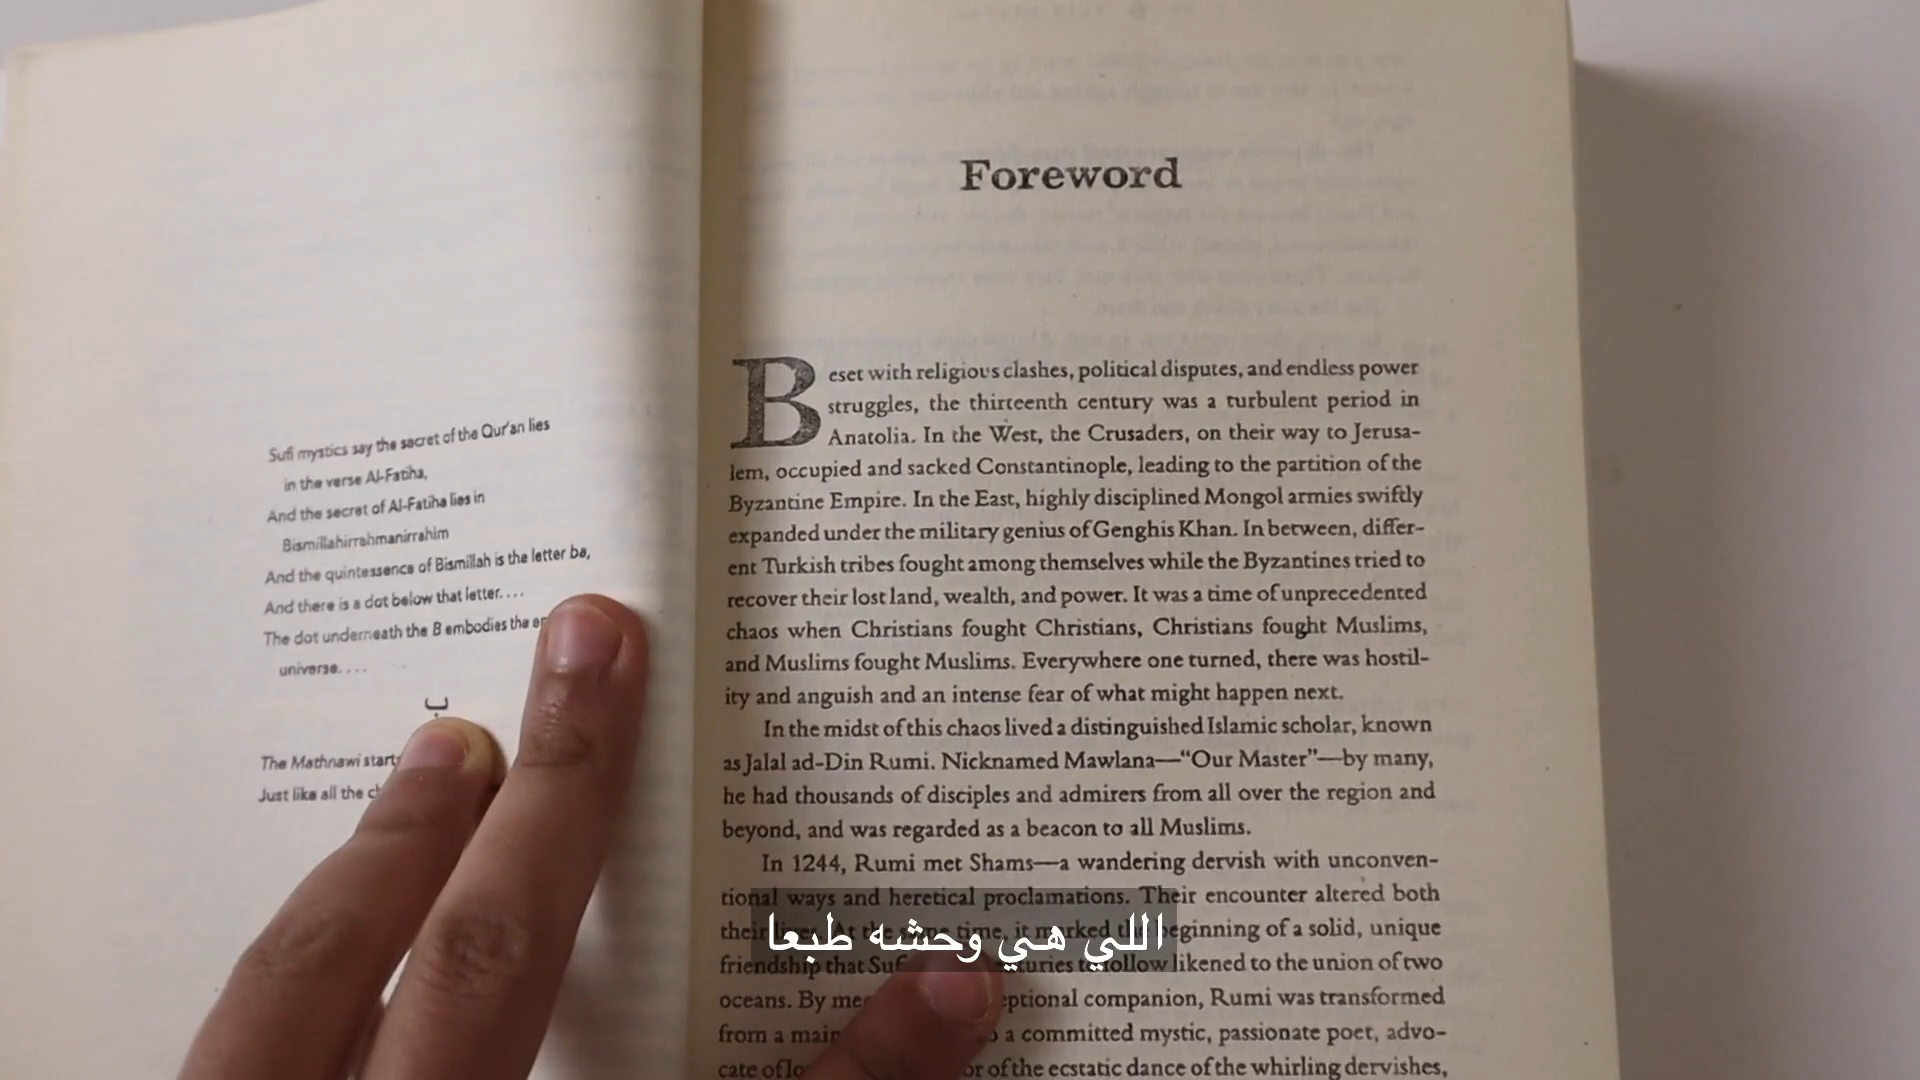 Sufi mystics say the secret of the Qur'an lies
in the verse Al-Fatiha,
And the secret of Al-Fatiha lies in
Bismillahirrahmanirrahim
And the quintessence of Bismillah is the letter ba,
And there is a dot below that letter....
The dot underneath the B embodies the
universe....
ب
The Mathnawi
Just like all the
Foreword
Beset with religious clashes, political disputes, and endless power
struggles, the thirteenth century was a turbulent period in
Anatolia. In the West, the Crusaders, on their way to Jerusa-
lem, occupied and sacked Constantinople, leading to the partition of the
Byzantine Empire. In the East, highly disciplined Mongol armies swiftly
expanded under the military genius of Genghis Khan. In between, differ-
ent Turkish tribes fought among themselves while the Byzantines tried to
recover their lost land, wealth, and power. It was a time of unprecedented
chaos when Christians fought Christians, Christians fought Muslims,
and Muslims fought Muslims. Everywhere one turned, there was hostil-
ity and anguish and an intense fear of what might happen next.
In the midst of this chaos lived a distinguished Islamic scholar, known
as Jalal ad-Din Rumi. Nicknamed Mawlana—“Our Master”—by many,
he had thousands of disciples and admirers from all over the region and
beyond, and was regarded as a beacon to all Muslims.
In 1244, Rumi met Shams—a wandering dervish with unconven-
tional ways and heretical proclamations. Their encounter altered both
their At the same time, it marked the beginning of a solid, unique
friendship that to follow likened to the union of two
oceans. By companion, Rumi was transformed
from a a committed mystic, passionate poet, advo-
cate of of the ecstatic dance of the whirling dervishes,
اللي هي وحشه طبعا